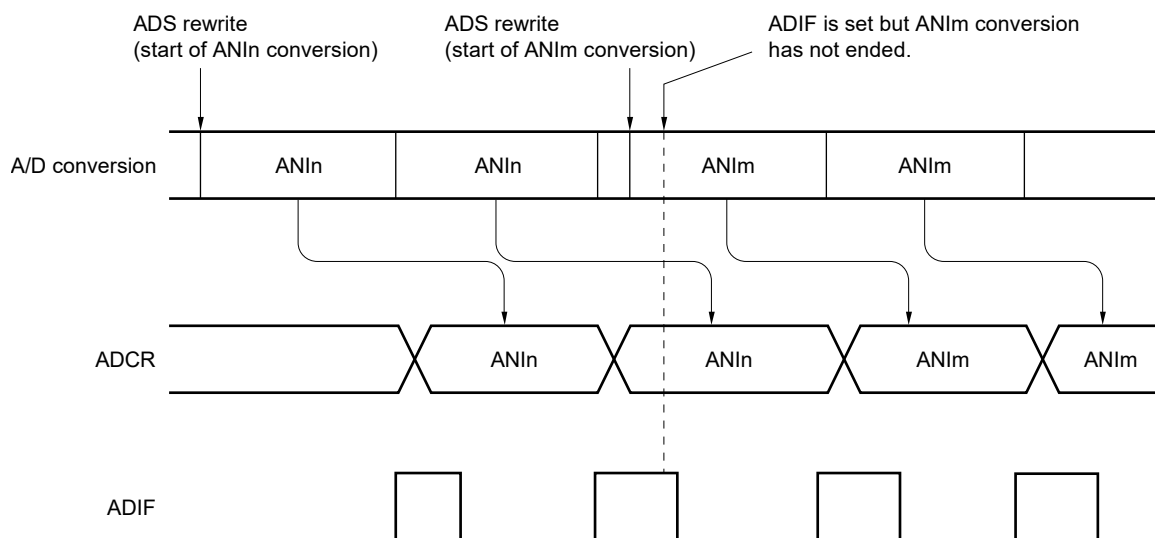 ADS rewrite
(start of ANIn conversion)
ADS rewrite
(start of ANIm conversion)
ADIF is set but ANIm conversion
has not ended.
A/D conversion
ANIn
ANIn
ANIm
ANIm
ADCR
ANIn
ANIn
ANIm
ANIm
ADIF